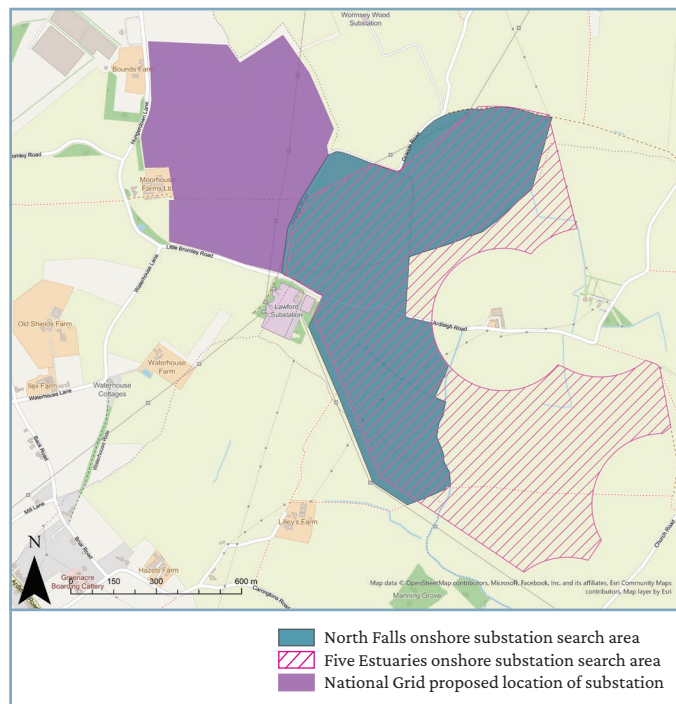 Wormsey Wood
Substation
Bounds Farm
Hungerdown Lane
Grange Road
Bromley Road
Moorhouse
Farms Ltd
Little Bromley Road
Waterhouse Lane
Lawford
Substation
Ardleigh Road
Old Shields Farm
Waterhouse
Farm
Ilex Farm
Waterhouse
Cottages
Waterhouse Lane
Back Road
Mill Lane
Briar Road
Lilley's Farm
Church Road
N
Hazels Farm
Greenacre
Boarding Cattery
0 150 300 600 m
Carringtons Road
Manning Grove
Map data © OpenStreetMap contributors, Microsoft, Facebook, Inc. and its affiliates, Esri Community Maps
contributors, Map layer by Esri
North Falls onshore substation search area
Five Estuaries onshore substation search area
National Grid proposed location of substation